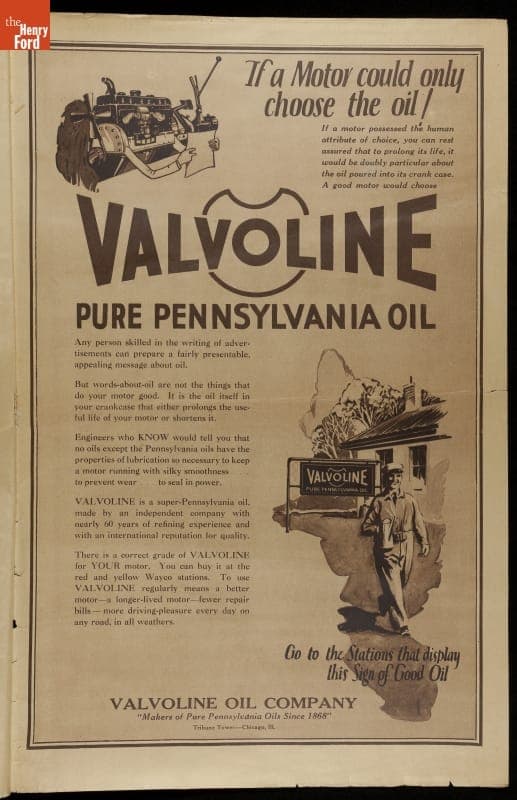 the
Henry
Ford
If a Motor could only
choose the oil!
If a motor possessed the human
attribute of choice, you can rest
assured that to prolong its life, it
would be doubly particular about
the oil poured into its crank case.
A good motor would choose
VALVOLINE
PURE PENNSYLVANIA OIL
Any person skilled in the writing of adver-
tisements can prepare a fairly presentable,
appealing message about oil.
But words-about-oil are not the things that
do your motor good. It is the oil itself in
your crankcase that either prolongs the use-
ful life of your motor or shortens it.
Engineers who KNOW would tell you that
no oils except the Pennsylvania oils have the
properties of lubrication so necessary to keep
a motor running with silky smoothness . . .
to prevent wear . . . to seal in power.
VALVOLINE is a super-Pennsylvania oil,
made by an independent company with
nearly 60 years of refining experience and
with an international reputation for quality.
There is a correct grade of VALVOLINE
for YOUR motor. You can buy it at the
red and yellow Wayco stations. To use
VALVOLINE regularly means a better
motor—a longer-lived motor—fewer repair
bills—more driving-pleasure every day on
any road, in all weathers.
VALVOLINE
PURE PENNSYLVANIA OIL
Go to the Stations that display
this Sign of Good Oil
VALVOLINE OIL COMPANY
"Makers of Pure Pennsylvania Oils Since 1868"
Tribune Tower—Chicago, Ill.